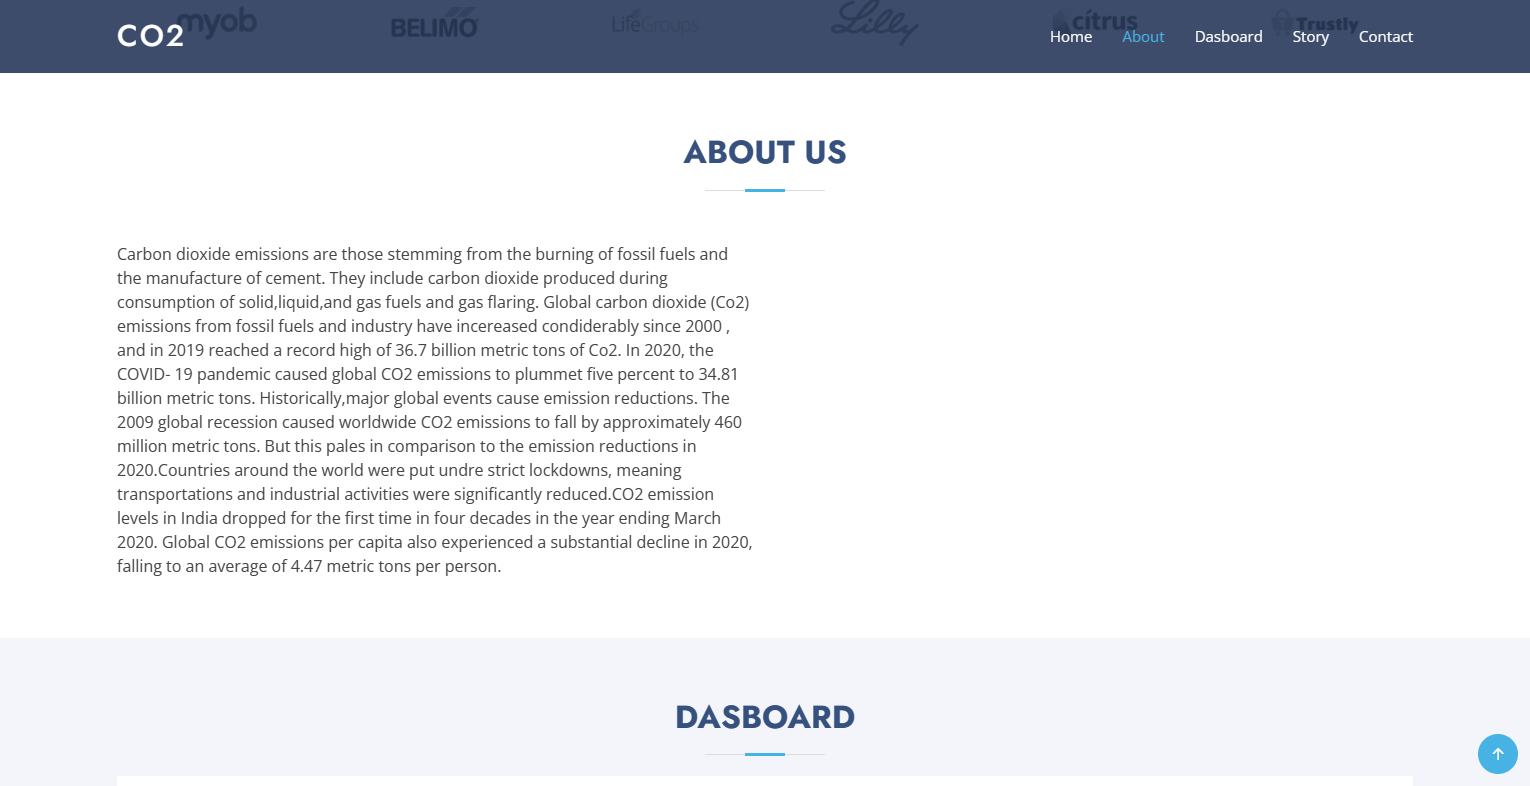 myob
BELIMO
LifeGroups
Lilly
citrus
Trustly
CO2
Home
About
Dasboard
Story
Contact
ABOUT US
Carbon dioxide emissions are those stemming from the burning of fossil fuels and
the manufacture of cement. They include carbon dioxide produced during
consumption of solid,liquid,and gas fuels and gas flaring. Global carbon dioxide (Co2)
emissions from fossil fuels and industry have incereased condiderably since 2000 ,
and in 2019 reached a record high of 36.7 billion metric tons of Co2. In 2020, the
COVID- 19 pandemic caused global CO2 emissions to plummet five percent to 34.81
billion metric tons. Historically,major global events cause emission reductions. The
2009 global recession caused worldwide CO2 emissions to fall by approximately 460
million metric tons. But this pales in comparison to the emission reductions in
2020.Countries around the world were put undre strict lockdowns, meaning
transportations and industrial activities were significantly reduced.CO2 emission
levels in India dropped for the first time in four decades in the year ending March
2020. Global CO2 emissions per capita also experienced a substantial decline in 2020,
falling to an average of 4.47 metric tons per person.
DASBOARD